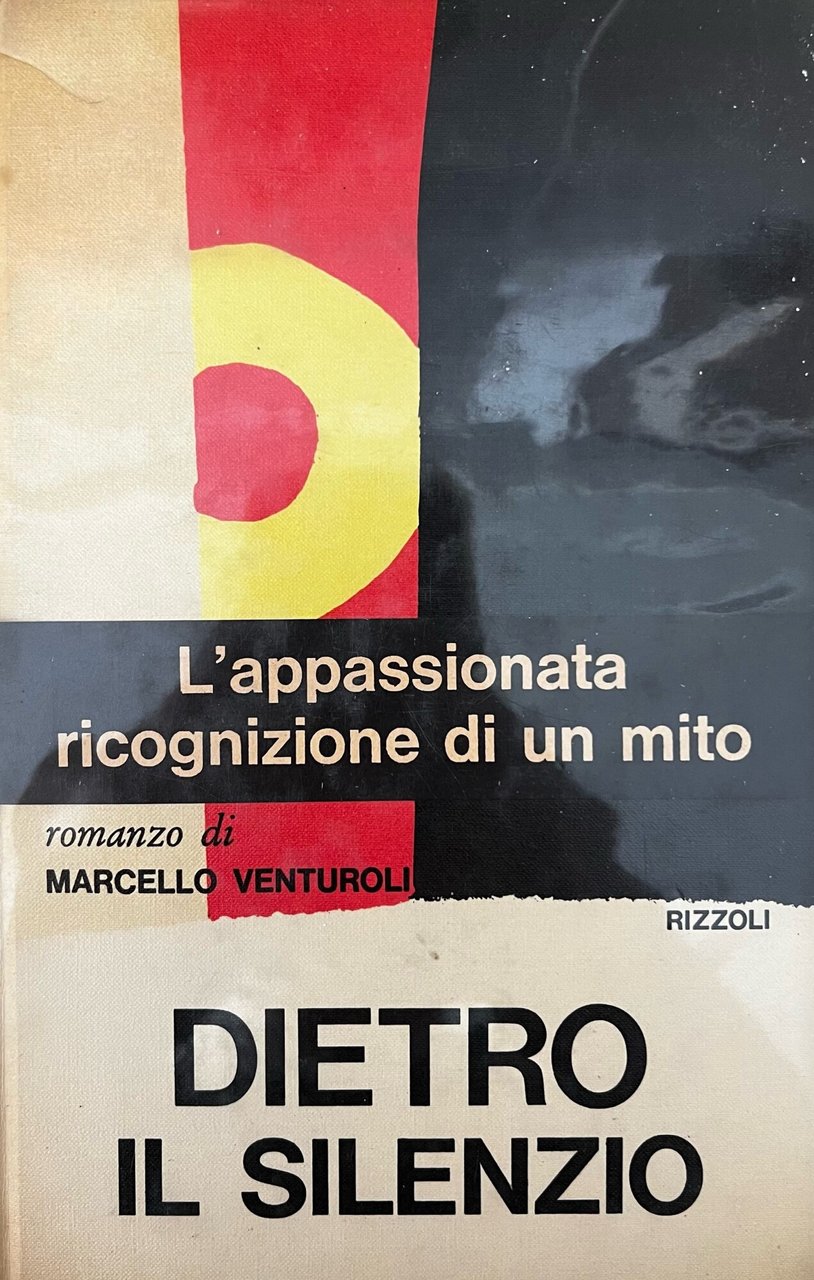 L'appassionata
ricognizione di un mito
romanzo di
MARCELLO VENTUROLI
RIZZOLI
DIETRO
IL SILENZIO